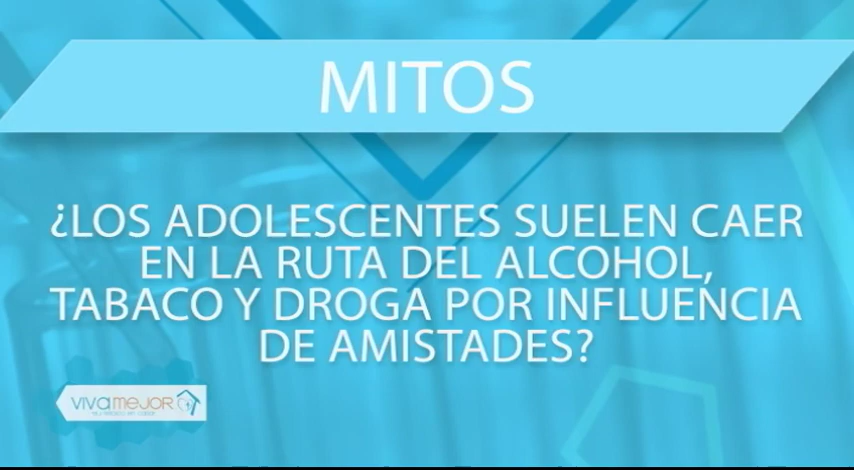 MITOS
¿LOS ADOLESCENTES SUELEN CAER
EN LA RUTA DEL ALCOHOL,
TABACO Y DROGA POR INFLUENCIA
DE AMISTADES?
VIVA MEJOR